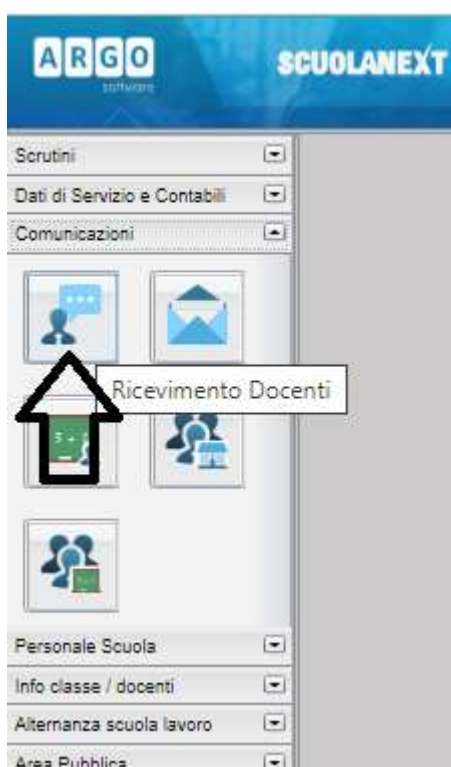 ARGO
software
SCUOLANEXT
Scrutini
Dati di Servizio e Contabili
Comunicazioni
Ricevimento Docenti
Personale Scuola
Info classe / docenti
Alternanza scuola lavoro
Area Pubblica